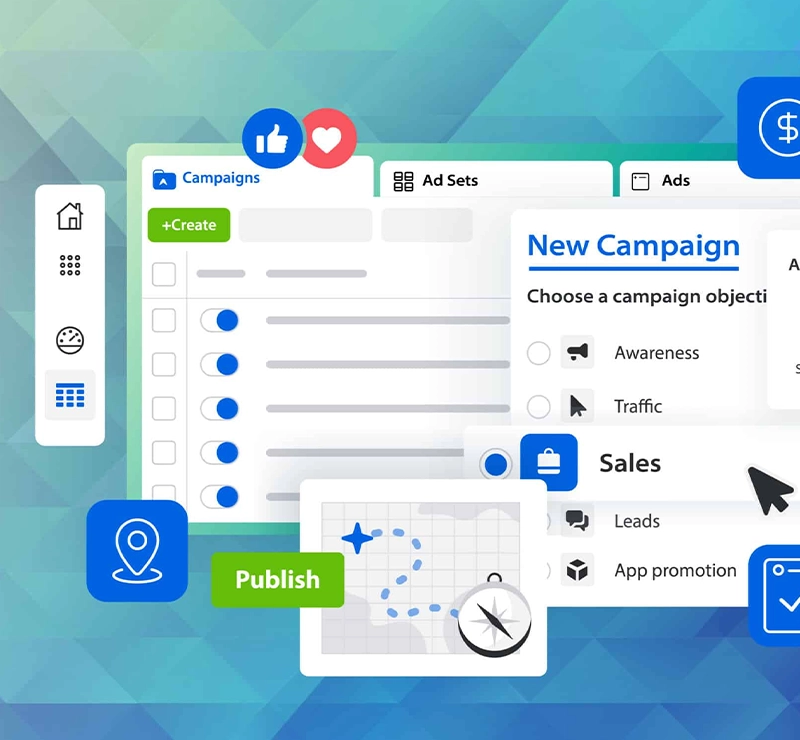 Campaigns
Ad Sets
Ads
+Create
New Campaign
Choose a campaign objecti
A
Awareness
s
Traffic
Sales
Leads
App promotion
Publish
$